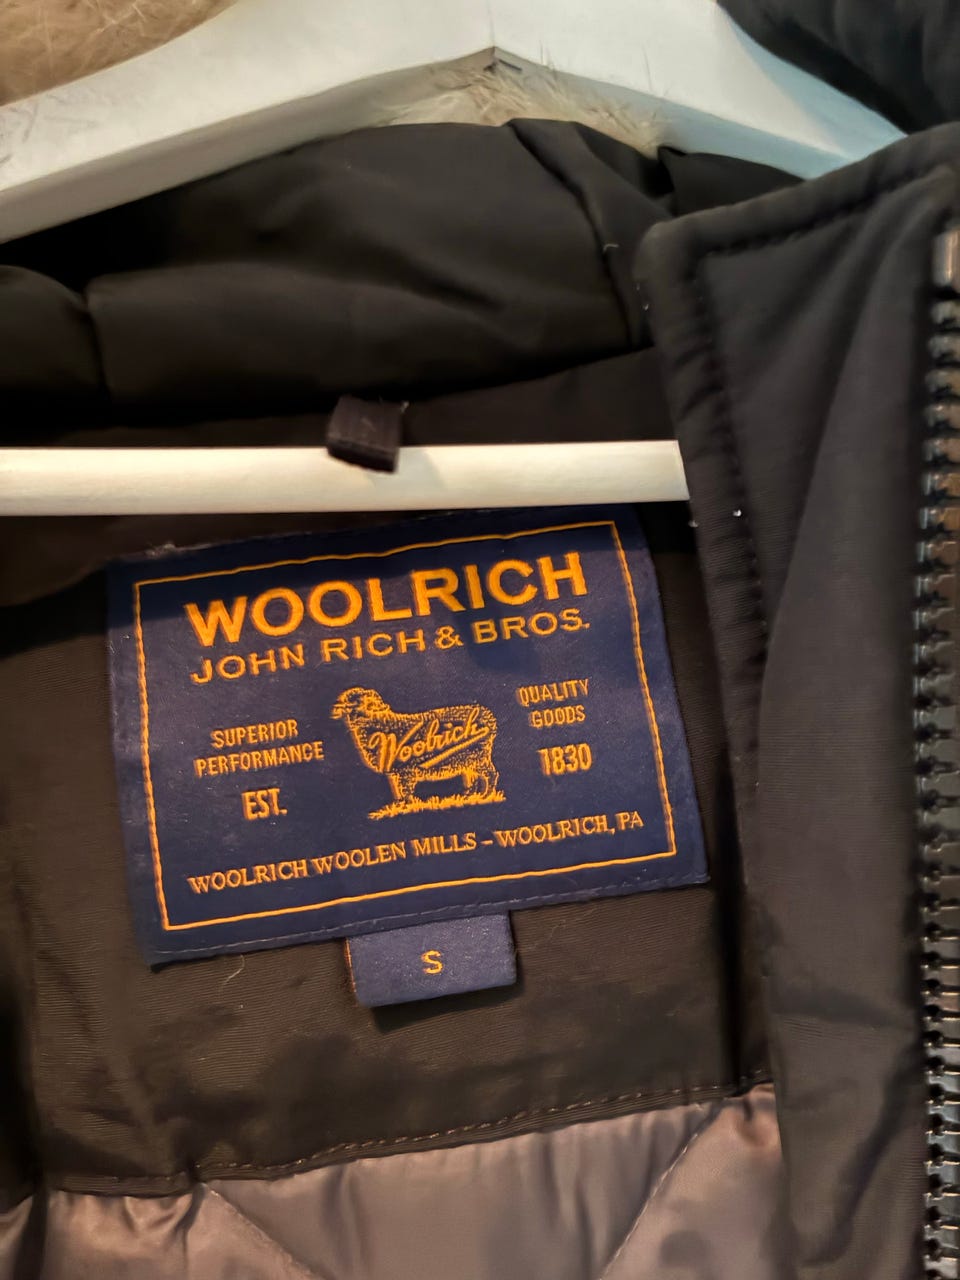 WOOLRICH
JOHN RICH & BROS.
SUPERIOR
PERFORMANCE
EST.
Woolrich
QUALITY
GOODS
1830
WOOLRICH WOOLEN MILLS - WOOLRICH, PA
S